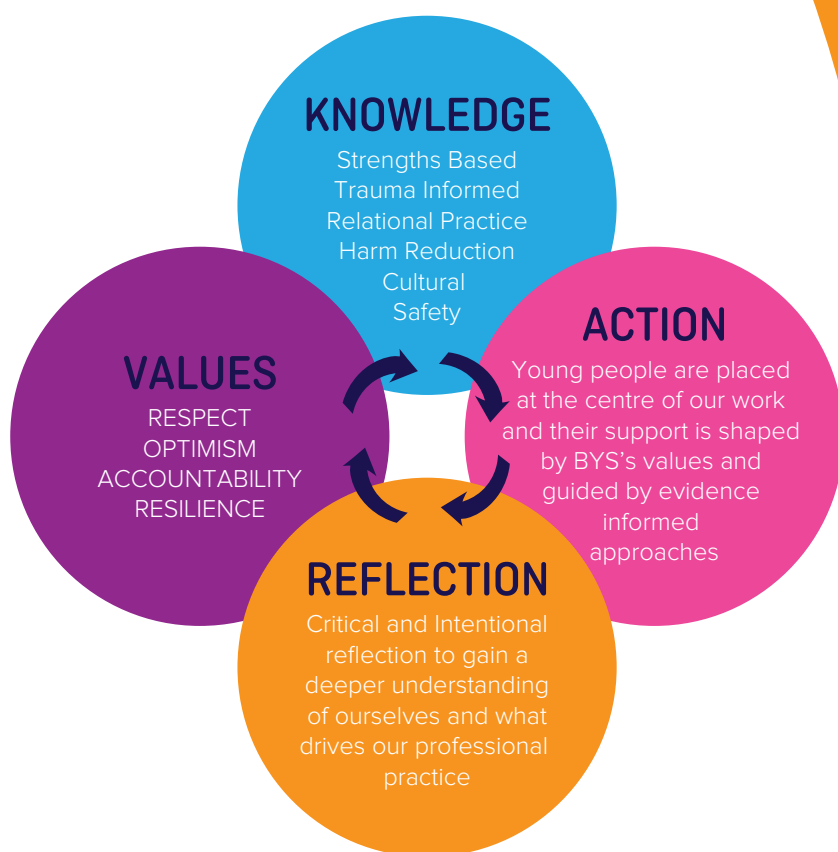 KNOWLEDGE
Strengths Based
Trauma Informed
Relational Practice
Harm Reduction
Cultural
Safety
ACTION
Young people are placed
at the centre of our work
and their support is shaped
by BYS’s values and
guided by evidence
informed
approaches
VALUES
RESPECT
OPTIMISM
ACCOUNTABILITY
RESILIENCE
REFLECTION
Critical and Intentional
reflection to gain a
deeper understanding
of ourselves and what
drives our professional
practice